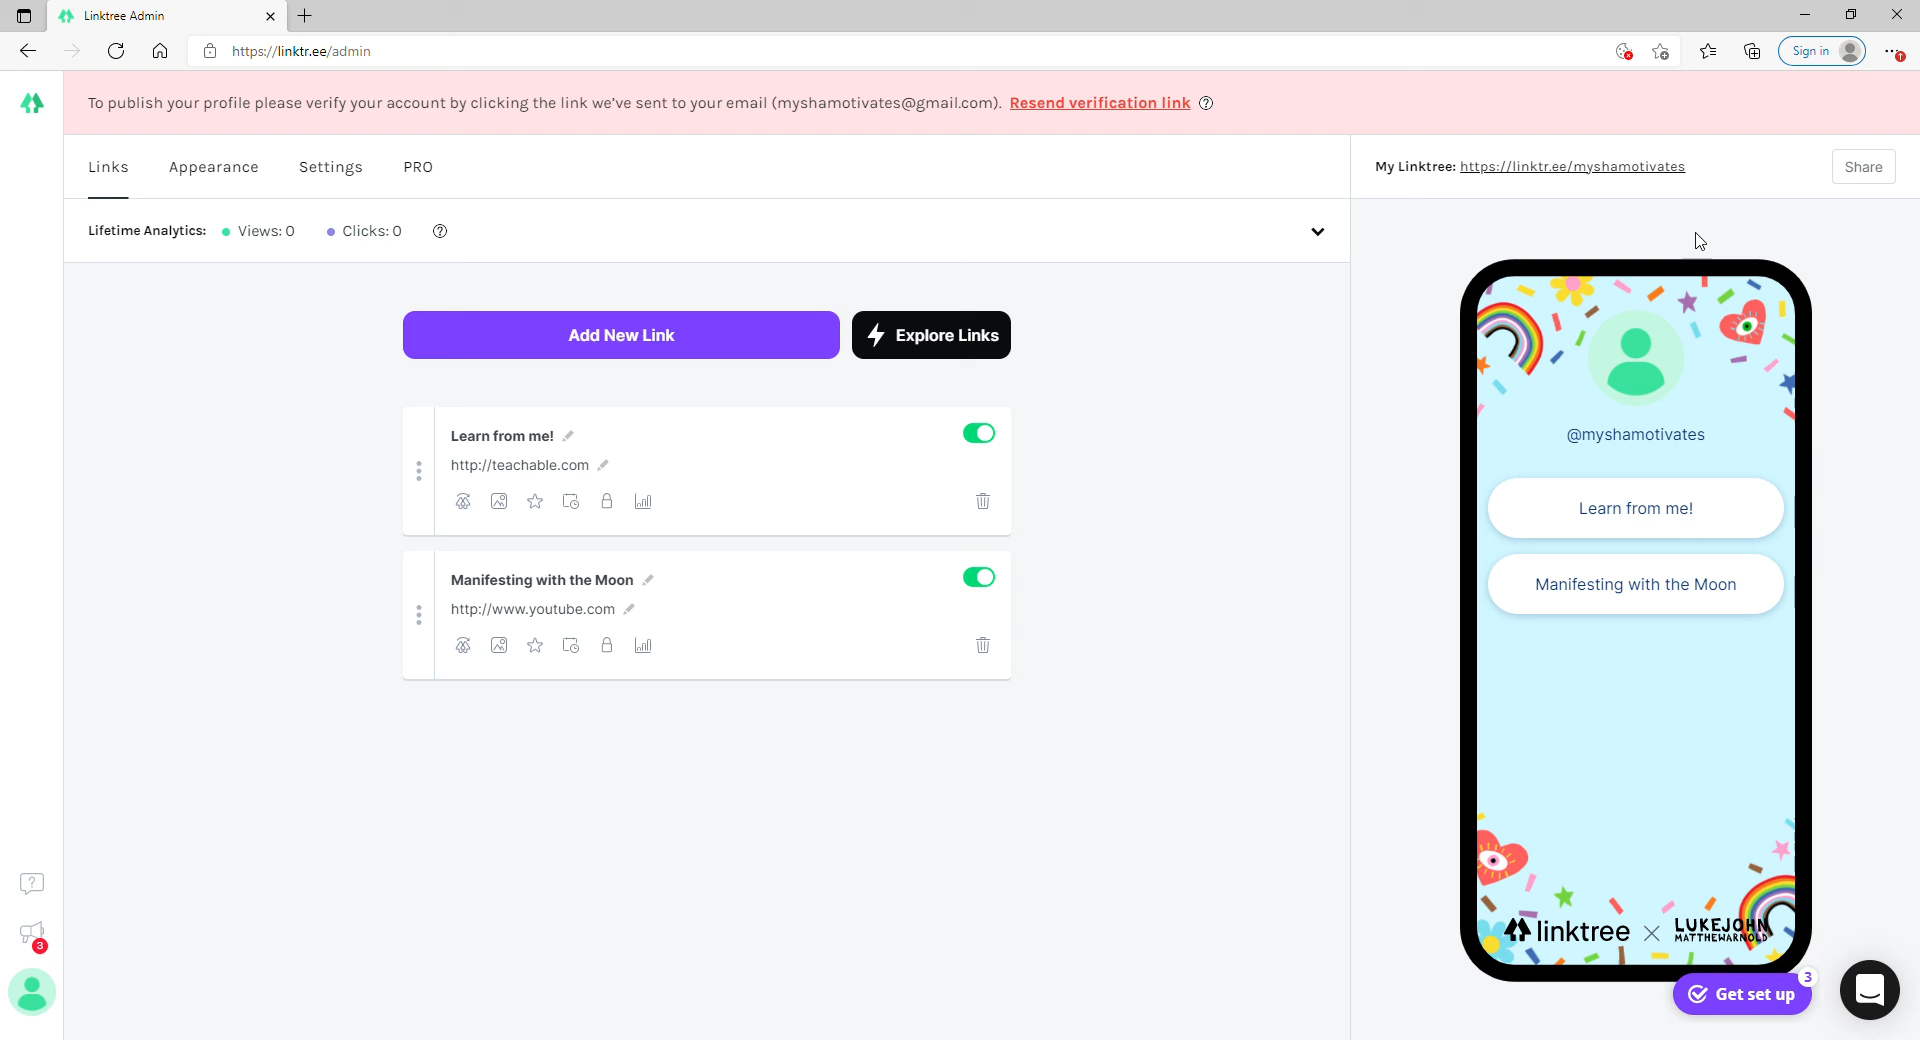 Linktree Admin
https://linktr.ee/admin
Sign in
To publish your profile please verify your account by clicking the link we've sent to your email (myshamotivates@gmail.com). Resend verification link
Links Appearance Settings PRO
My Linktree: https://linktr.ee/myshamotivates
Share
Lifetime Analytics: Views: 0 Clicks: 0
Add New Link
Explore Links
Learn from me!
http://teachable.com
Manifesting with the Moon
http://www.youtube.com
@myshamotivates
Learn from me!
Manifesting with the Moon
linktree
LUKEJOHN
MATTHEWARNOLD
3
Get set up
3